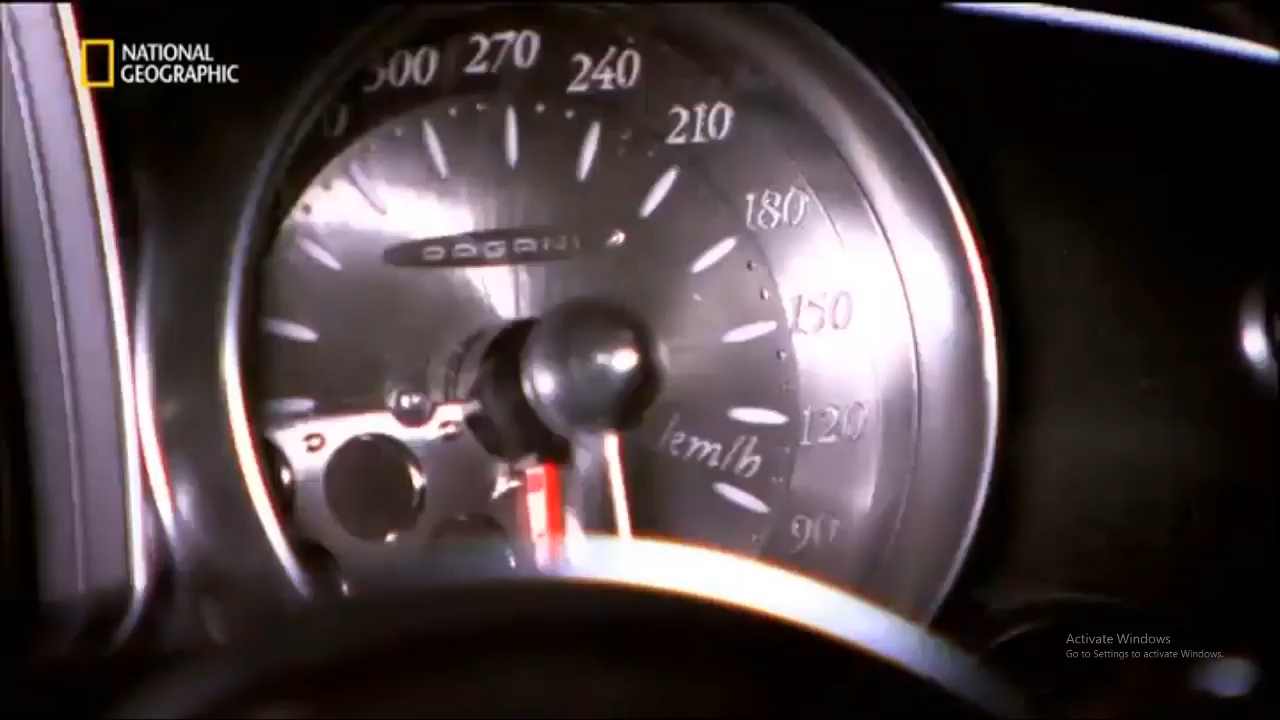 NATIONAL
GEOGRAPHIC
300
270
240
210
180
150
120
90
PAGANI
km/h
Activate Windows
Go to Settings to activate Windows.